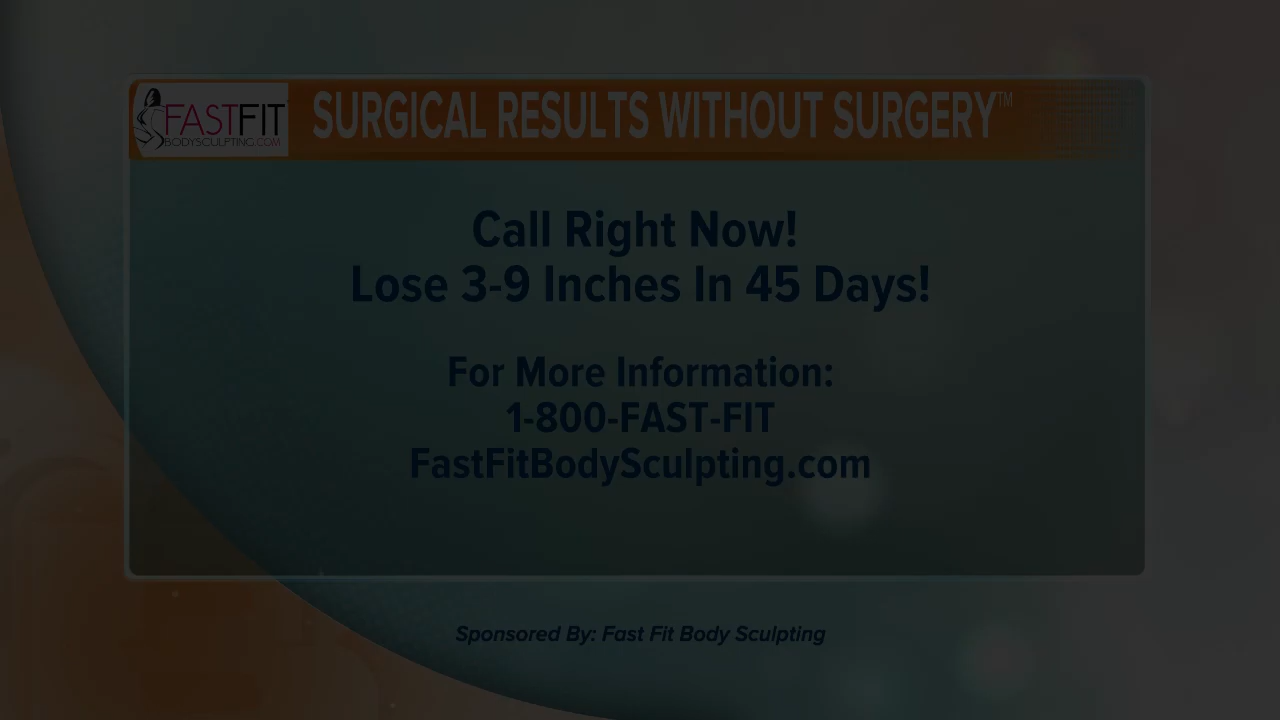 FASTFIT
BODYSCULPTING.COM
SURGICAL RESULTS WITHOUT SURGERY™
Call Right Now!
Lose 3-9 Inches In 45 Days!
For More Information:
1-800-FAST-FIT
FastFitBodySculpting.com
Sponsored By: Fast Fit Body Sculpting